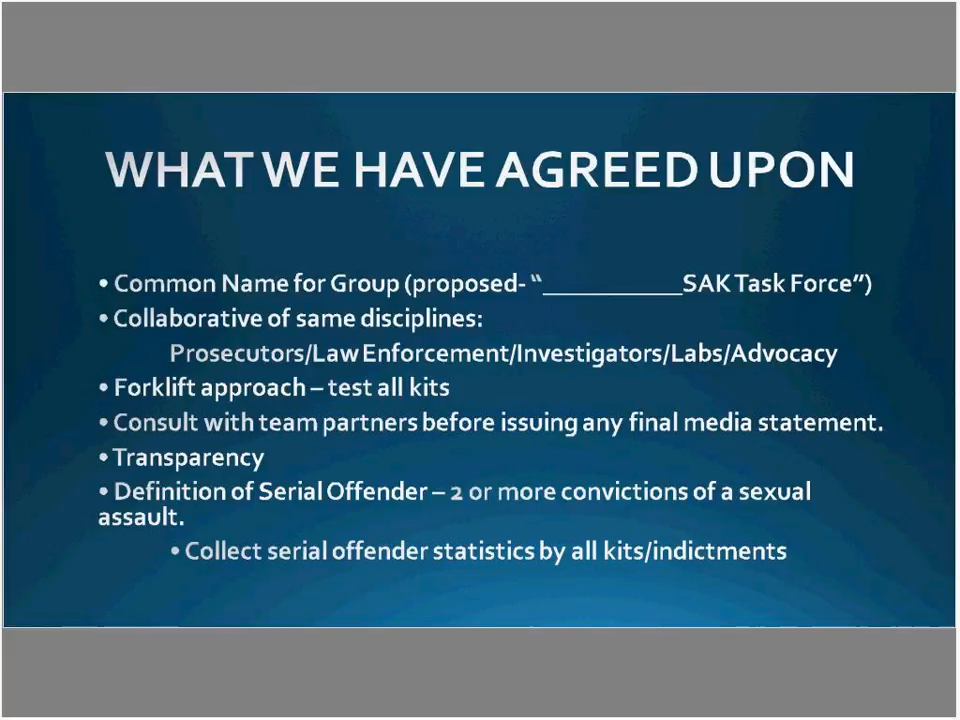 WHAT WE HAVE AGREED UPON
• Common Name for Group (proposed- “___________SAK Task Force”)
• Collaborative of same disciplines:
Prosecutors/Law Enforcement/Investigators/Labs/Advocacy
• Forklift approach – test all kits
• Consult with team partners before issuing any final media statement.
• Transparency
• Definition of Serial Offender – 2 or more convictions of a sexual
assault.
• Collect serial offender statistics by all kits/indictments